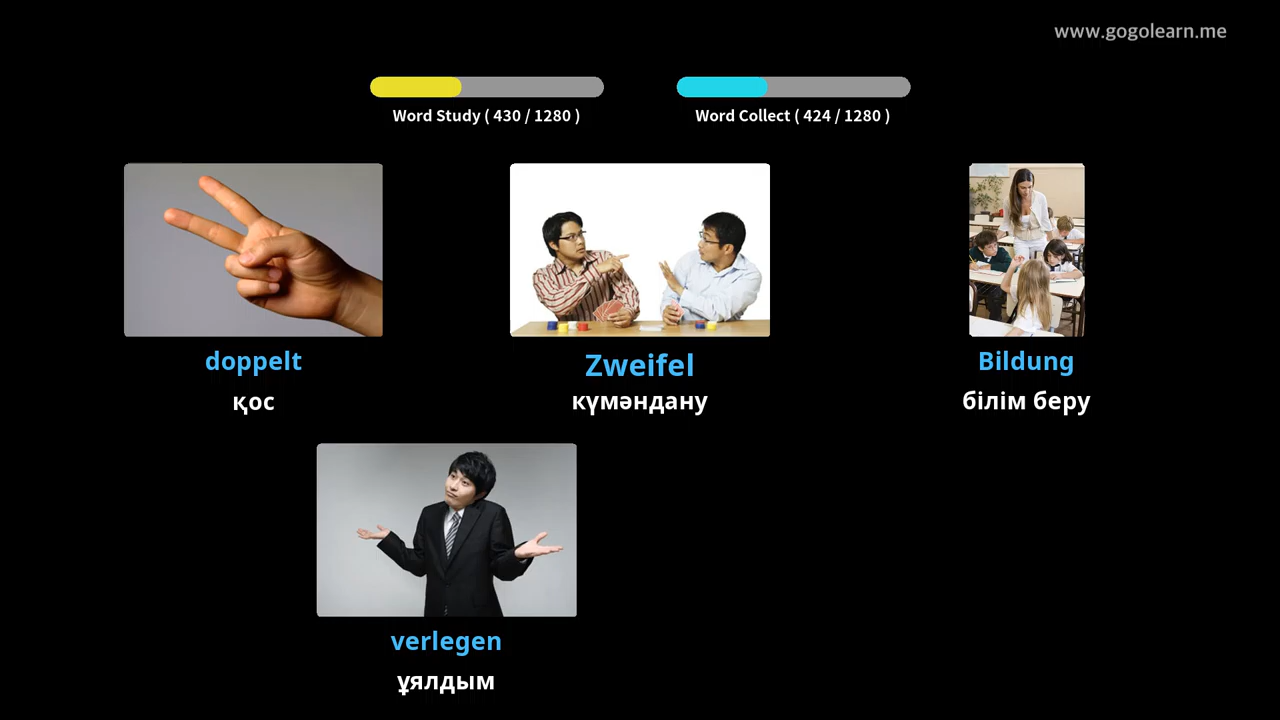 www.gogolearn.me
Word Study ( 430 / 1280 )
Word Collect ( 424 / 1280 )
doppelt
қос
Zweifel
күмәндану
Bildung
білім беру
verlegen
ұялдым